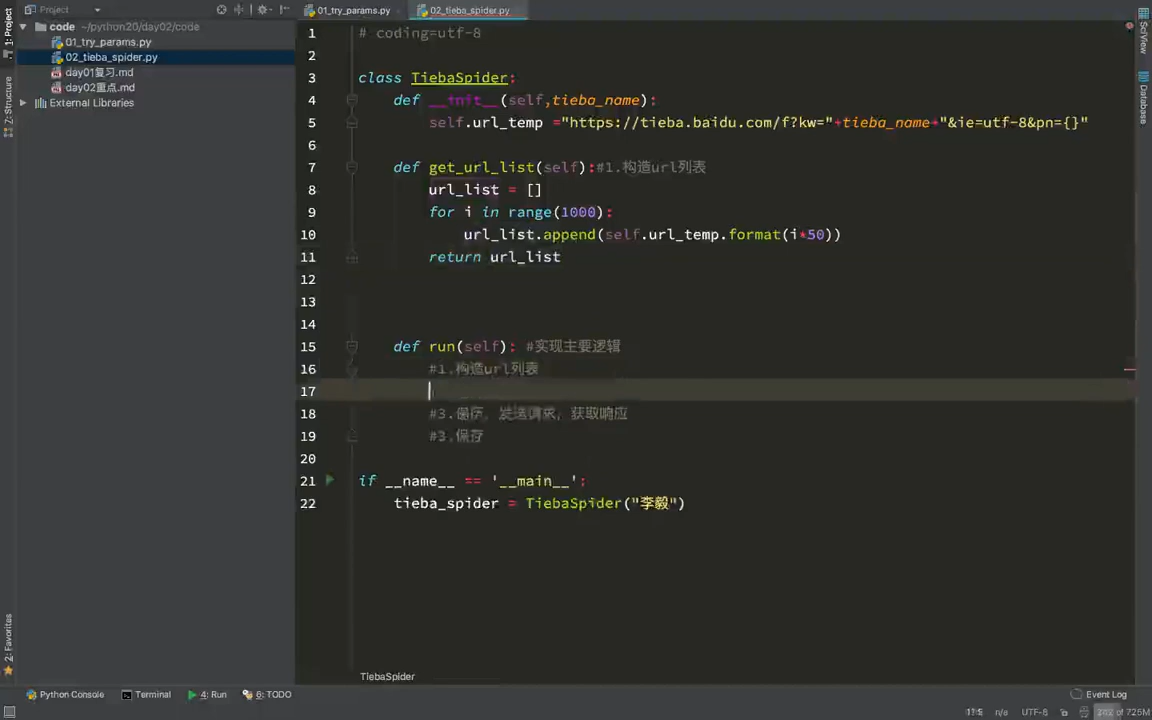 Project
01_try_params.py
02_tieba_spider.py
1: Project
code ~/python20/day02/code
01_try_params.py
02_tieba_spider.py
day01复习.md
day02重点.md
External Libraries
Z: Structure
2: Favorites
SciView
Database
1 # coding=utf-8
2
3 class TiebaSpider:
4 def __init__(self,tieba_name):
5 self.url_temp ="https://tieba.baidu.com/f?kw="+tieba_name+"&ie=utf-8&pn={}"
6
7 def get_url_list(self):#1.构造url列表
8 url_list = []
9 for i in range(1000):
10 url_list.append(self.url_temp.format(i*50))
11 return url_list
12
13
14
15 def run(self): #实现主要逻辑
16 #1.构造url列表
17
18 #3.遍历，发送请求，获取响应
19 #3.保存
20
21 if __name__ == '__main__':
22 tieba_spider = TiebaSpider("李毅")
TiebaSpider
Python Console
Terminal
4: Run
6: TODO
Event Log
n/a
UTF-8
of 725M